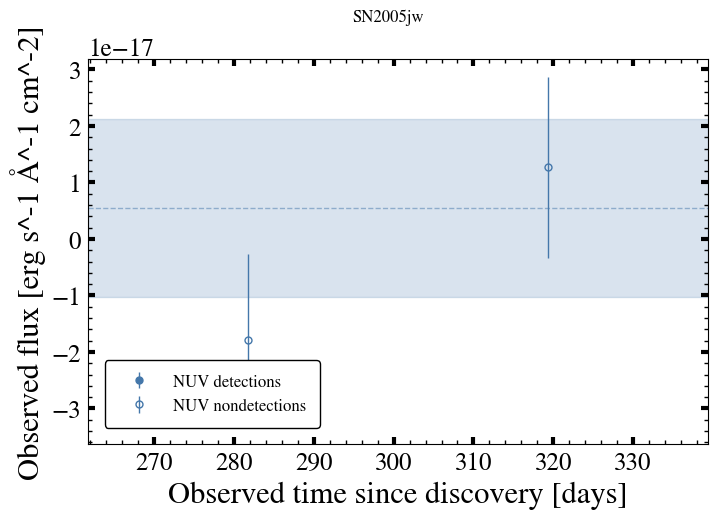 SN2005jw
1e−17
3
2
1
0
−1
−2
−3
Observed flux [erg s^-1 Å^-1 cm^-2]
NUV detections
NUV nondetections
270 280 290 300 310 320 330
Observed time since discovery [days]